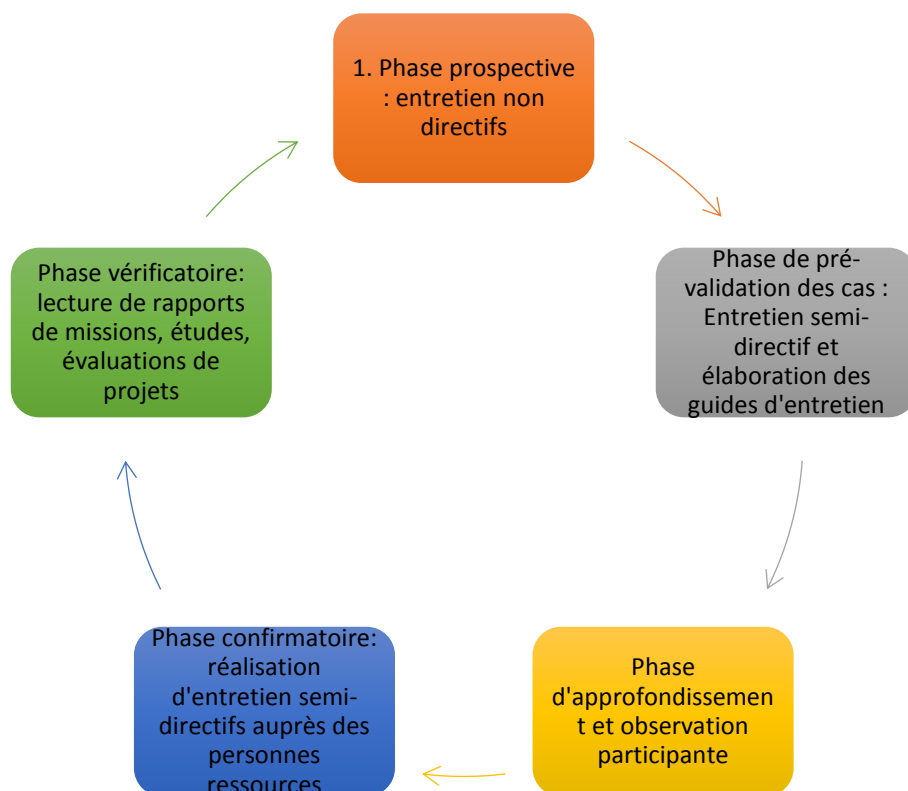 1. Phase prospective
: entretien non
directifs
Phase de pré-
validation des cas :
Entretien semi-
directif et
élaboration des
guides d'entretien
Phase
d'approfondissemen
t et observation
participante
Phase confirmatoire:
réalisation
d'entretien semi-
directifs auprès des
personnes
ressources
Phase vérificatoire:
lecture de rapports
de missions, études,
évaluations de
projets